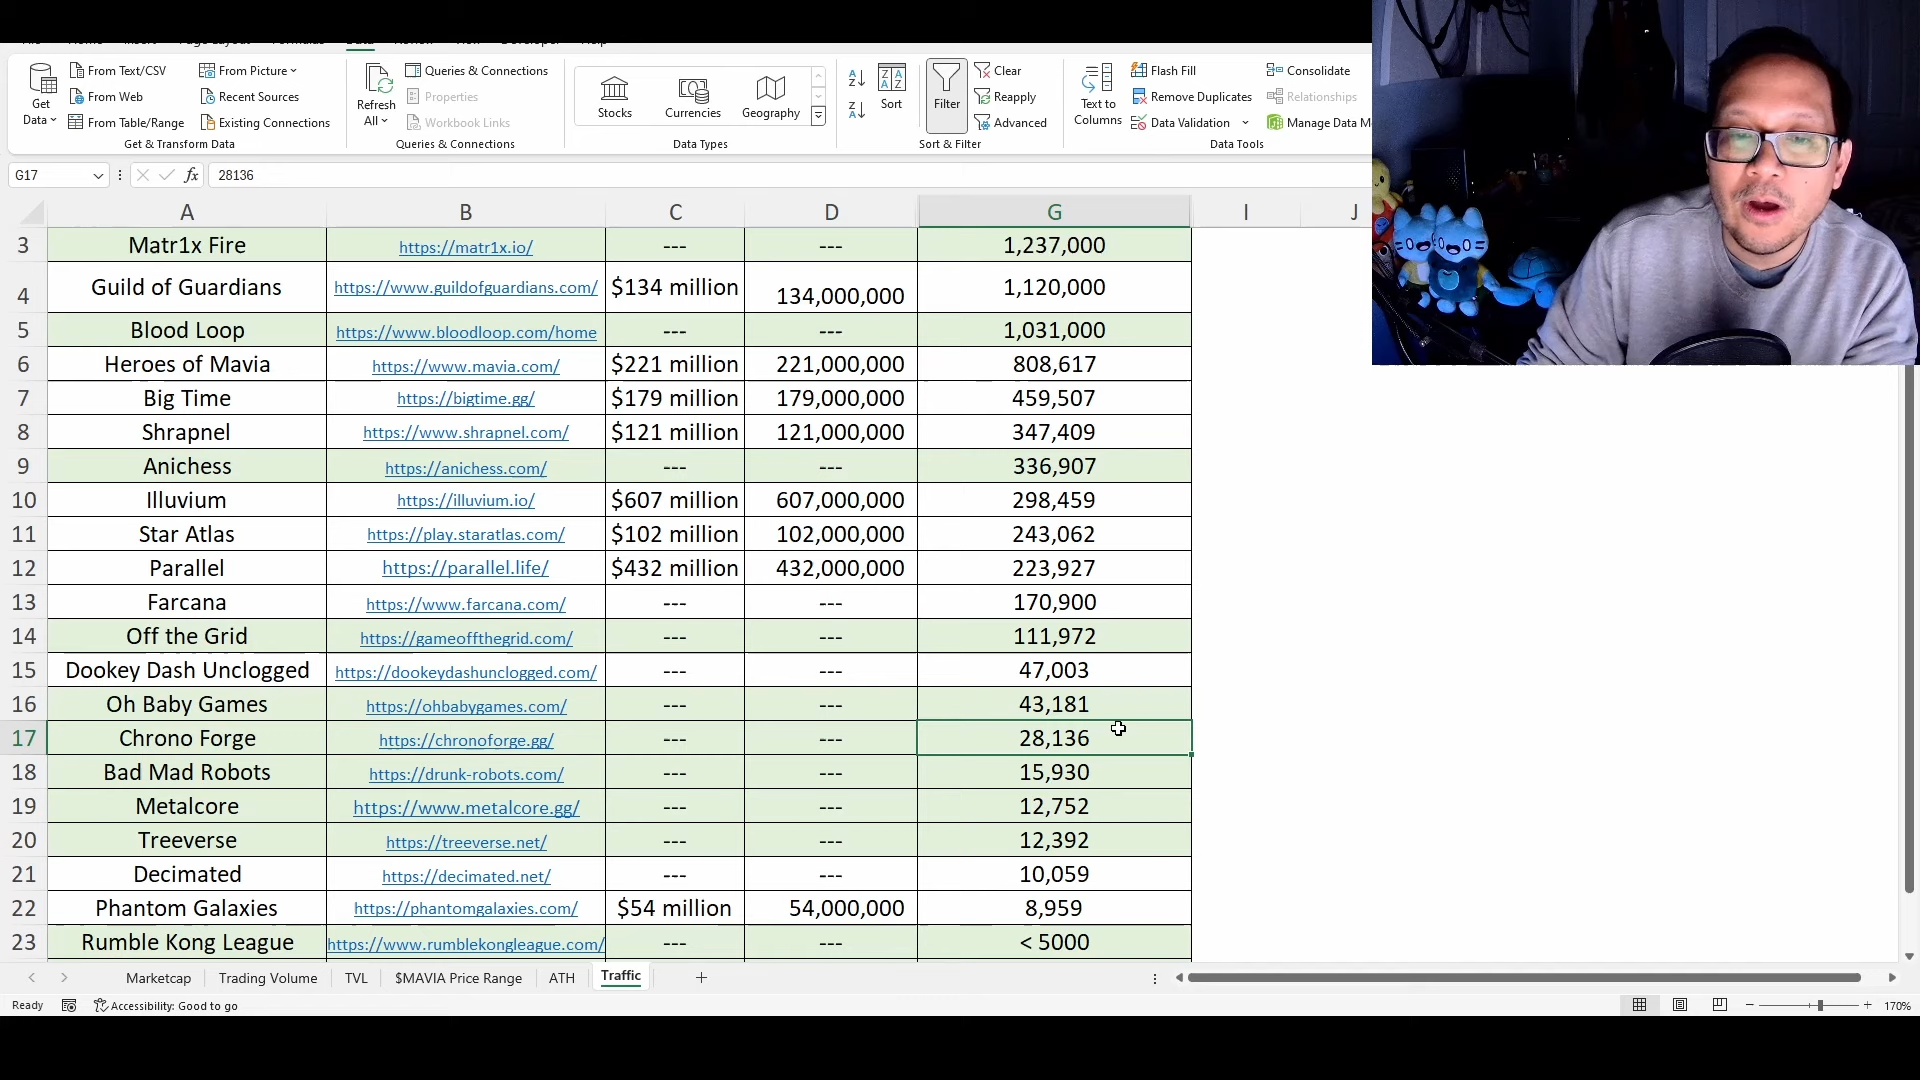 Data
From Text/CSV
From Picture
From Web
Recent Sources
From Table/Range
Existing Connections
Get
Data
Get & Transform Data
Refresh
All
Queries & Connections
Properties
Workbook Links
Queries & Connections
Stocks
Currencies
Geography
Data Types
Sort
Filter
Clear
Reapply
Advanced
Sort & Filter
Text to
Columns
Flash Fill
Remove Duplicates
Data Validation
Consolidate
Relationships
Manage Data M
Data Tools
G17
fx
28136
A B C D G I J
3 Matr1x Fire https://matr1x.io/ --- --- 1,237,000
4 Guild of Guardians https://www.guildofguardians.com/ $134 million 134,000,000 1,120,000
5 Blood Loop https://www.bloodloop.com/home --- --- 1,031,000
6 Heroes of Mavia https://www.mavia.com/ $221 million 221,000,000 808,617
7 Big Time https://bigtime.gg/ $179 million 179,000,000 459,507
8 Shrapnel https://www.shrapnel.com/ $121 million 121,000,000 347,409
9 Anichess https://anichess.com/ --- --- 336,907
10 Illuvium https://illuvium.io/ $607 million 607,000,000 298,459
11 Star Atlas https://play.staratlas.com/ $102 million 102,000,000 243,062
12 Parallel https://parallel.life/ $432 million 432,000,000 223,927
13 Farcana https://www.farcana.com/ --- --- 170,900
14 Off the Grid https://gameoffthegrid.com/ --- --- 111,972
15 Dookey Dash Unclogged https://dookeydashunclogged.com/ --- --- 47,003
16 Oh Baby Games https://ohbabygames.com/ --- --- 43,181
17 Chrono Forge https://chronoforge.gg/ --- --- 28,136
18 Bad Mad Robots https://drunk-robots.com/ --- --- 15,930
19 Metalcore https://www.metalcore.gg/ --- --- 12,752
20 Treeverse https://treeverse.net/ --- --- 12,392
21 Decimated https://decimated.net/ --- --- 10,059
22 Phantom Galaxies https://phantomgalaxies.com/ $54 million 54,000,000 8,959
23 Rumble Kong League https://www.rumblekongleague.com/ --- --- < 5000
Marketcap Trading Volume TVL $MAVIA Price Range ATH Traffic +
Ready Accessibility: Good to go 170%